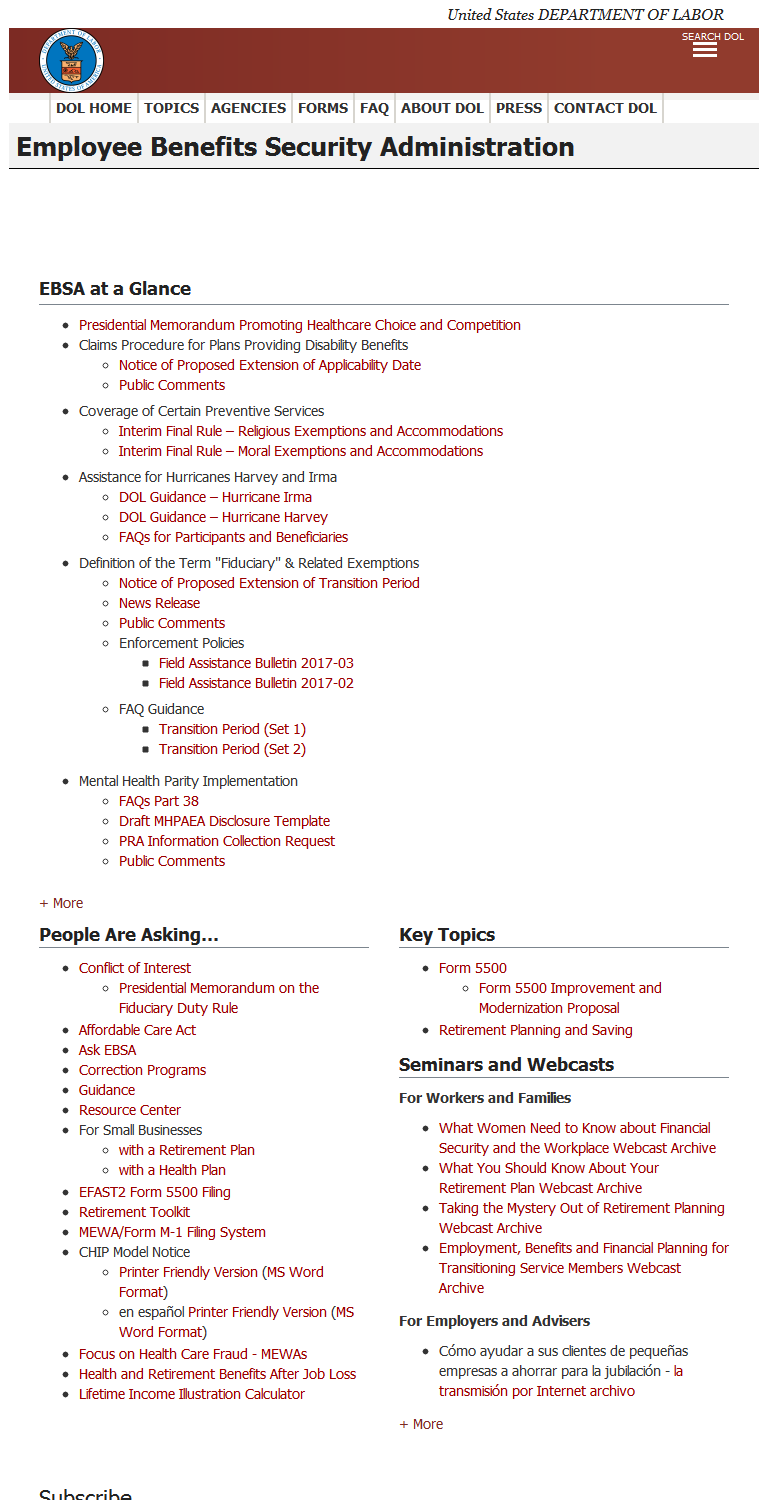 United States DEPARTMENT OF LABOR
SEARCH DOL
DOL HOME TOPICS AGENCIES FORMS FAQ ABOUT DOL PRESS CONTACT DOL
Employee Benefits Security Administration
EBSA at a Glance
Presidential Memorandum Promoting Healthcare Choice and Competition
Claims Procedure for Plans Providing Disability Benefits
Notice of Proposed Extension of Applicability Date
Public Comments
Coverage of Certain Preventive Services
Interim Final Rule – Religious Exemptions and Accommodations
Interim Final Rule – Moral Exemptions and Accommodations
Assistance for Hurricanes Harvey and Irma
DOL Guidance – Hurricane Irma
DOL Guidance – Hurricane Harvey
FAQs for Participants and Beneficiaries
Definition of the Term "Fiduciary" & Related Exemptions
Notice of Proposed Extension of Transition Period
News Release
Public Comments
Enforcement Policies
Field Assistance Bulletin 2017-03
Field Assistance Bulletin 2017-02
FAQ Guidance
Transition Period (Set 1)
Transition Period (Set 2)
Mental Health Parity Implementation
FAQs Part 38
Draft MHPAEA Disclosure Template
PRA Information Collection Request
Public Comments
+ More
People Are Asking...
Conflict of Interest
Presidential Memorandum on the
Fiduciary Duty Rule
Affordable Care Act
Ask EBSA
Correction Programs
Guidance
Resource Center
For Small Businesses
with a Retirement Plan
with a Health Plan
EFAST2 Form 5500 Filing
Retirement Toolkit
MEWA/Form M-1 Filing System
CHIP Model Notice
Printer Friendly Version (MS Word
Format)
en español Printer Friendly Version (MS
Word Format)
Focus on Health Care Fraud - MEWAs
Health and Retirement Benefits After Job Loss
Lifetime Income Illustration Calculator
Key Topics
Form 5500
Form 5500 Improvement and
Modernization Proposal
Retirement Planning and Saving
Seminars and Webcasts
For Workers and Families
What Women Need to Know about Financial
Security and the Workplace Webcast Archive
What You Should Know About Your
Retirement Plan Webcast Archive
Taking the Mystery Out of Retirement Planning
Webcast Archive
Employment, Benefits and Financial Planning for
Transitioning Service Members Webcast
Archive
For Employers and Advisers
Cómo ayudar a sus clientes de pequeñas
empresas a ahorrar para la jubilación - la
transmisión por Internet archivo
+ More
Subscribe